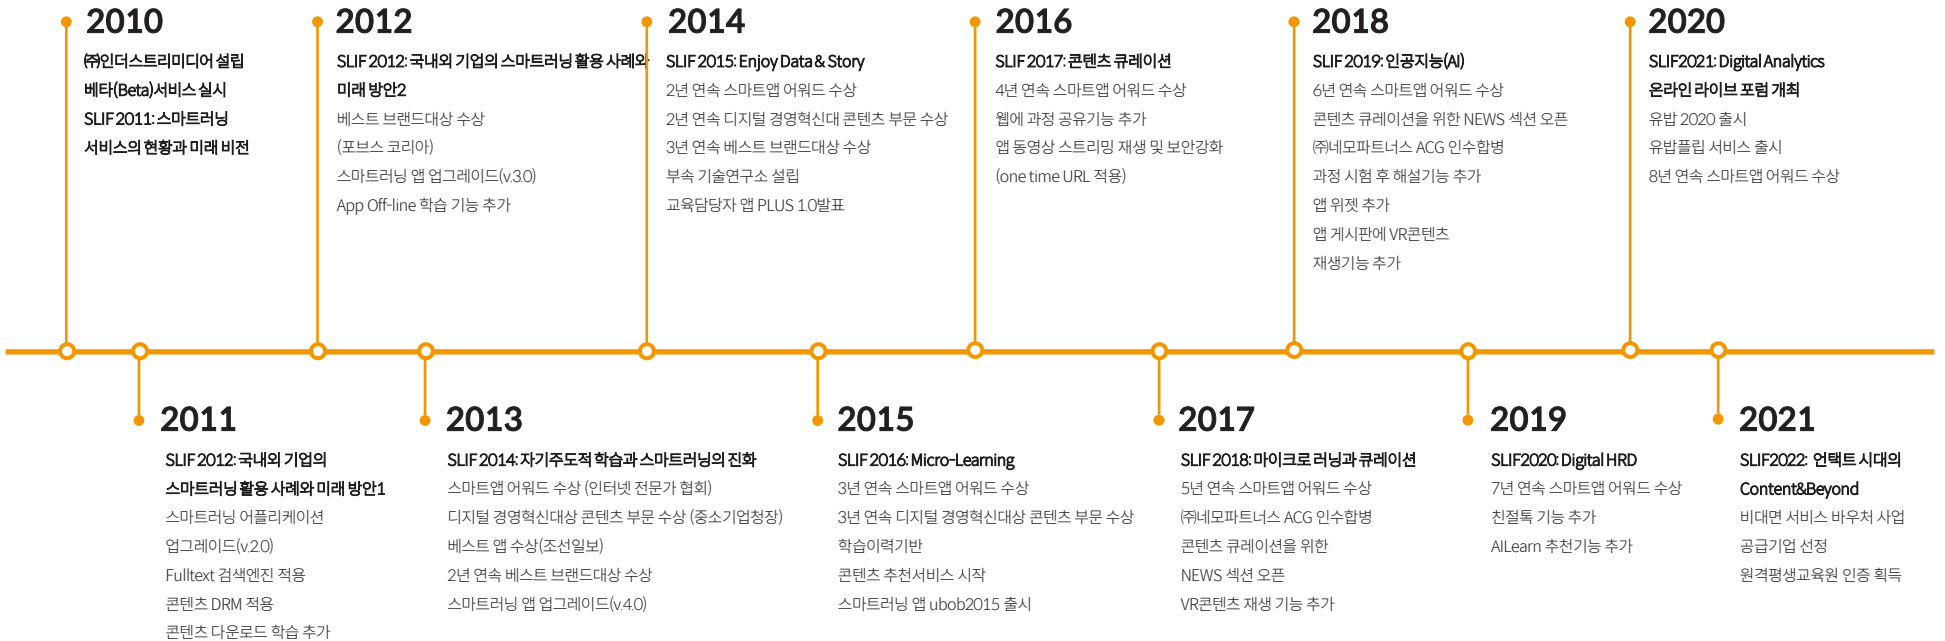 2010
㈜인더스트리미디어 설립
베타(Beta)서비스 실시
SLIF 2011: 스마트러닝
서비스의 현황과 미래 비전
2012
SLIF 2012: 국내외 기업의 스마트러닝 활용 사례와
미래 방안2
베스트 브랜드대상 수상
(포브스 코리아)
스마트러닝 앱 업그레이드(v.3.0)
App Off-line 학습 기능 추가
2014
SLIF 2015: Enjoy Data & Story
2년 연속 스마트앱 어워드 수상
2년 연속 디지털 경영혁신대 콘텐츠 부문 수상
3년 연속 베스트 브랜드대상 수상
부속 기술연구소 설립
교육담당자 앱 PLUS 1.0발표
2016
SLIF 2017: 콘텐츠 큐레이션
4년 연속 스마트앱 어워드 수상
웹에 과정 공유기능 추가
앱 동영상 스트리밍 재생 및 보안강화
(one time URL 적용)
2018
SLIF 2019: 인공지능(AI)
6년 연속 스마트앱 어워드 수상
콘텐츠 큐레이션을 위한 NEWS 섹션 오픈
㈜네모파트너스 ACG 인수합병
과정 시험 후 해설기능 추가
앱 위젯 추가
앱 게시판에 VR콘텐츠
재생기능 추가
2020
SLIF2021: Digital Analytics
온라인 라이브 포럼 개최
유밥 2020 출시
유밥플립 서비스 출시
8년 연속 스마트앱 어워드 수상
2011
SLIF 2012: 국내외 기업의
스마트러닝 활용 사례와 미래 방안1
스마트러닝 어플리케이션
업그레이드(v.2.0)
Fulltext 검색엔진 적용
콘텐츠 DRM 적용
콘텐츠 다운로드 학습 추가
2013
SLIF 2014: 자기주도적 학습과 스마트러닝의 진화
스마트앱 어워드 수상 (인터넷 전문가 협회)
디지털 경영혁신대상 콘텐츠 부문 수상 (중소기업청장)
베스트 앱 수상(조선일보)
2년 연속 베스트 브랜드대상 수상
스마트러닝 앱 업그레이드(v.4.0)
2015
SLIF 2016: Micro-Learning
3년 연속 스마트앱 어워드 수상
3년 연속 디지털 경영혁신대상 콘텐츠 부문 수상
학습이력기반
콘텐츠 추천서비스 시작
스마트러닝 앱 ubob2015 출시
2017
SLIF 2018: 마이크로 러닝과 큐레이션
5년 연속 스마트앱 어워드 수상
㈜네모파트너스 ACG 인수합병
콘텐츠 큐레이션을 위한
NEWS 섹션 오픈
VR콘텐츠 재생 기능 추가
2019
SLIF2020: Digital HRD
7년 연속 스마트앱 어워드 수상
친절톡 기능 추가
AILearn 추천기능 추가
2021
SLIF2022: 언택트 시대의
Content&Beyond
비대면 서비스 바우처 사업
공급기업 선정
원격평생교육원 인증 획득